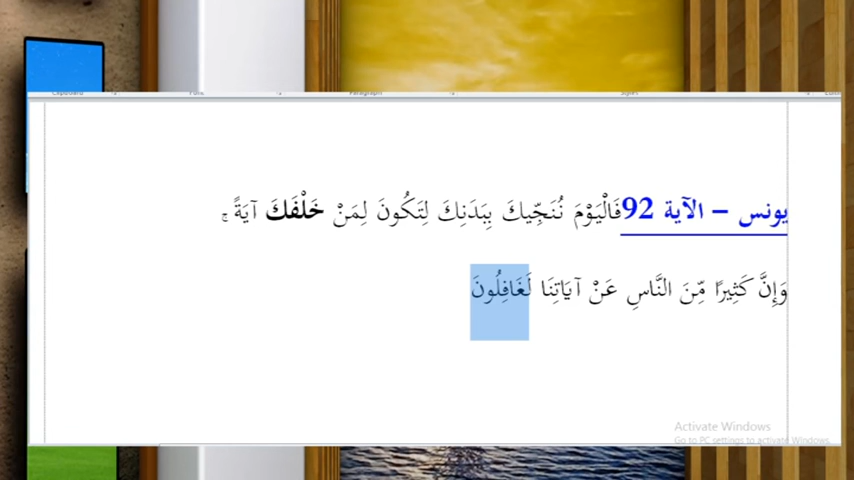 يونس – الآية 92 فَالْيَوْمَ نُنَجِّيكَ بِبَدَنِكَ لِتَكُونَ لِمَنْ خَلْفَكَ آيَةً ۚ
وَإِنَّ كَثِيرًا مِّنَ النَّاسِ عَنْ آيَاتِنَا لَغَافِلُونَ
Activate Windows
Go to PC settings to activate Windows.